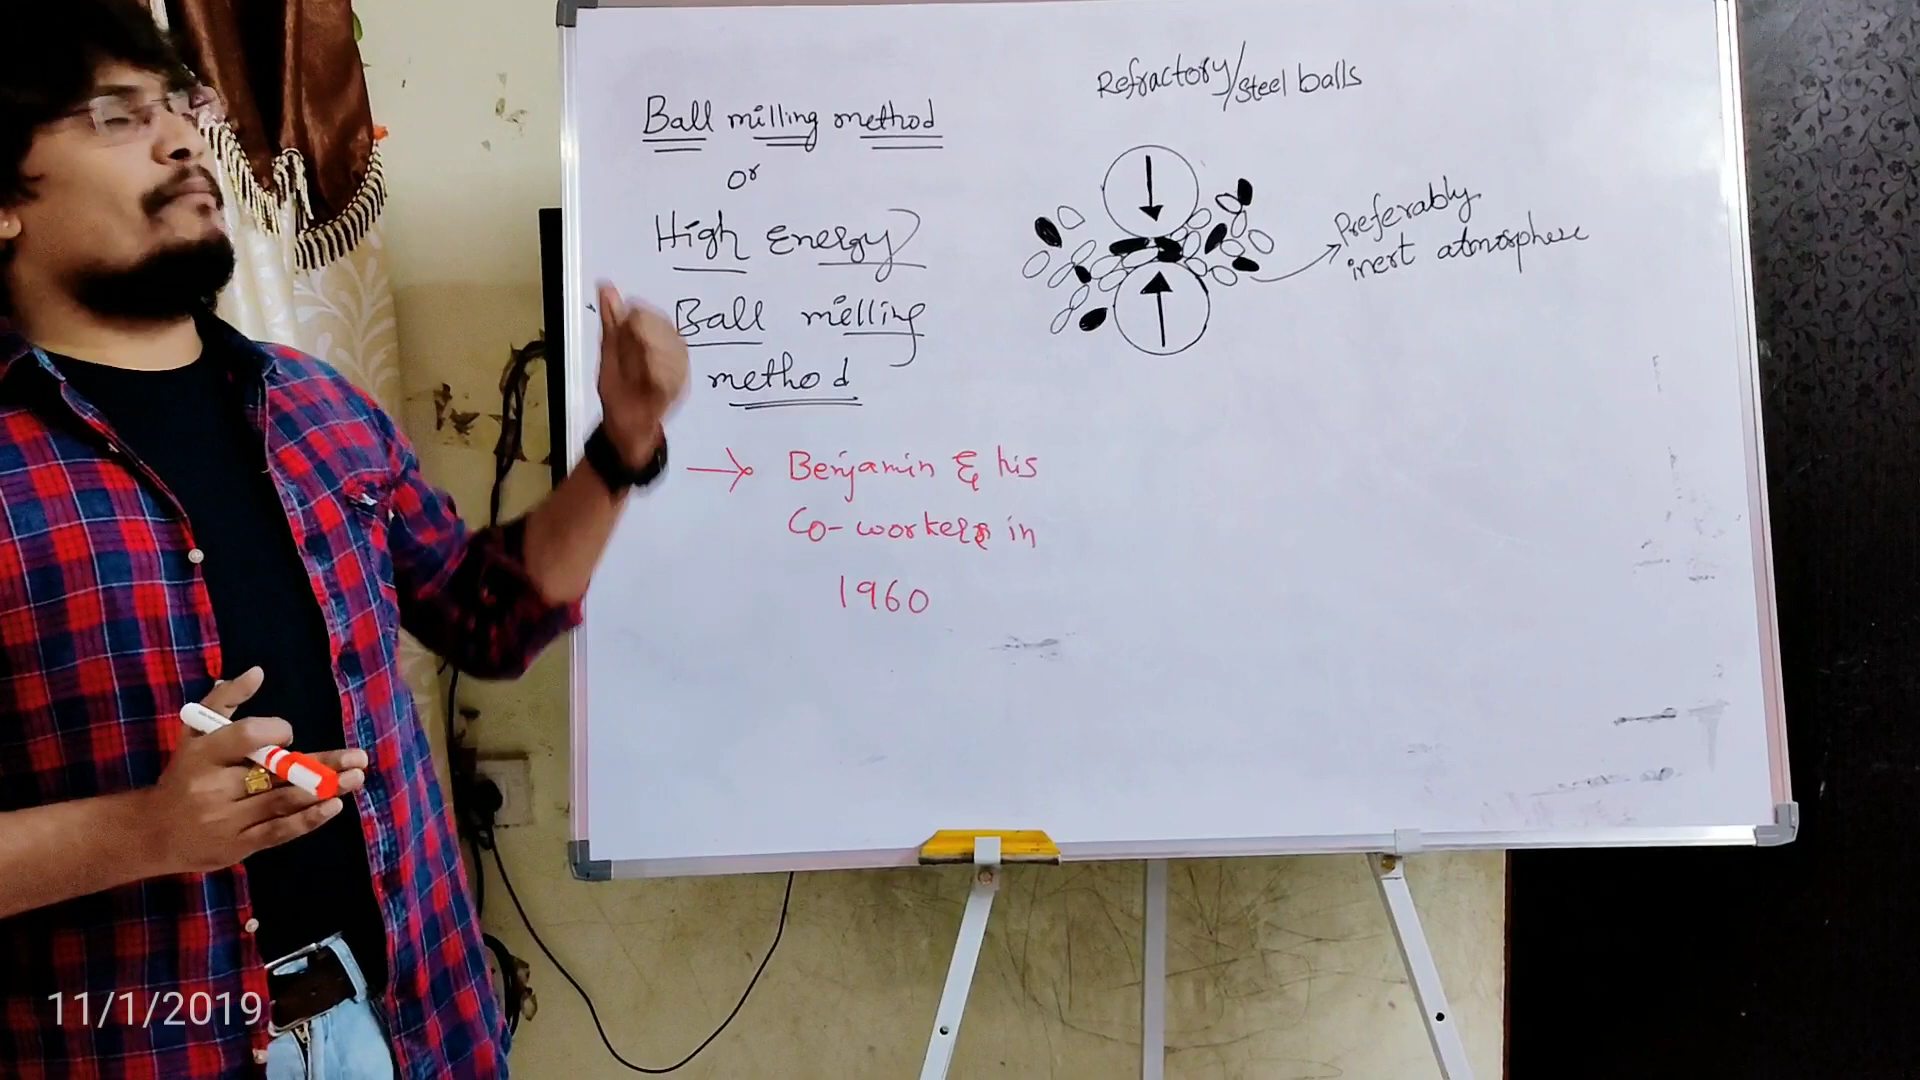 Ball milling method
or
High Energy
Ball milling
method
→ Benjamin & his
Co-workers in
1960
Refractory/steel balls
Preferably
inert atmosphere
11/1/2019